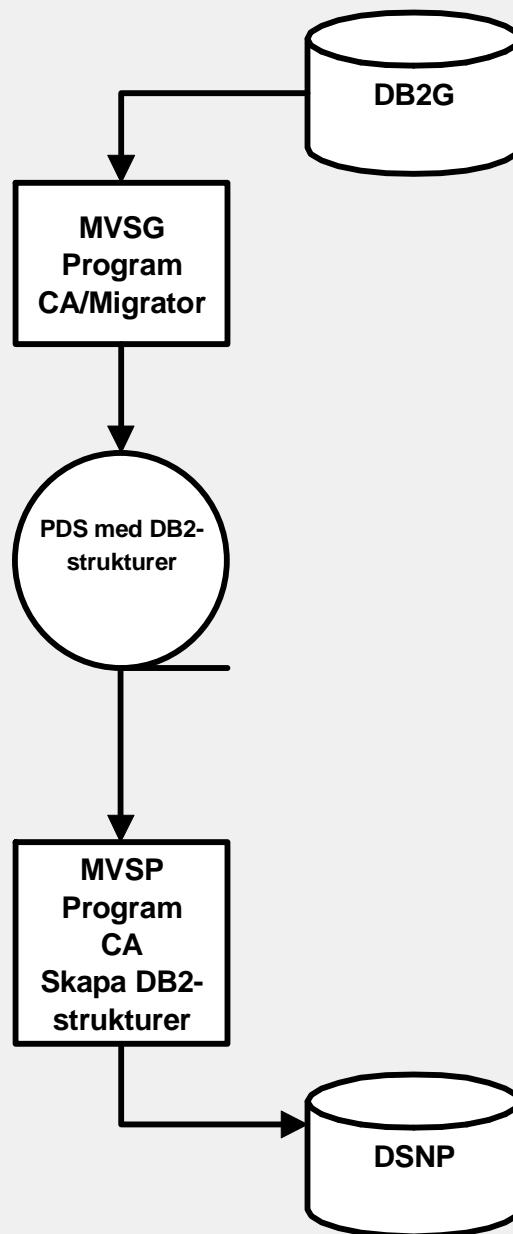 DB2G
MVSG
Program
CA/Migrator
PDS med DB2-
strukturer
MVSP
Program
CA
Skapa DB2-
strukturer
DSNP